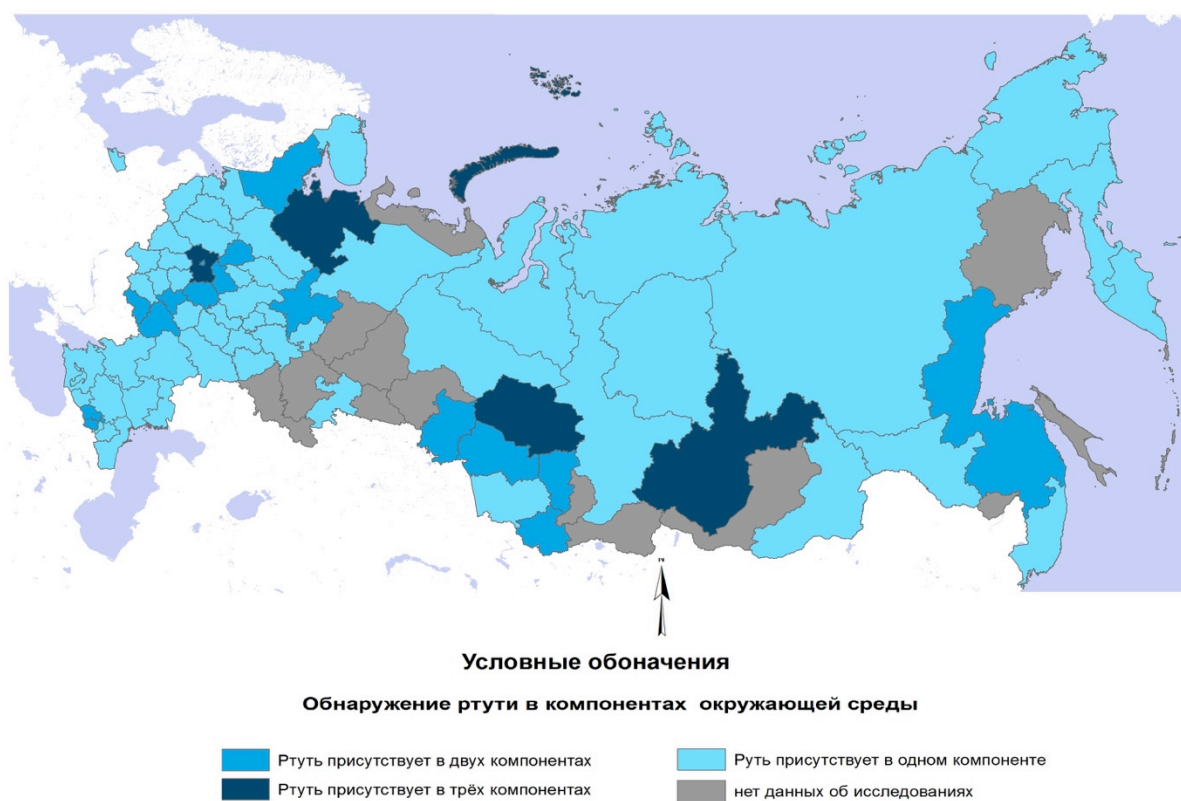 Условные обоначения
Обнаружение ртути в компонентах окружающей среды
Ртуть присутствует в двух компонентах
Руть присутствует в одном компоненте
Ртуть присутствует в трёх компонентах
нет данных об исследованиях